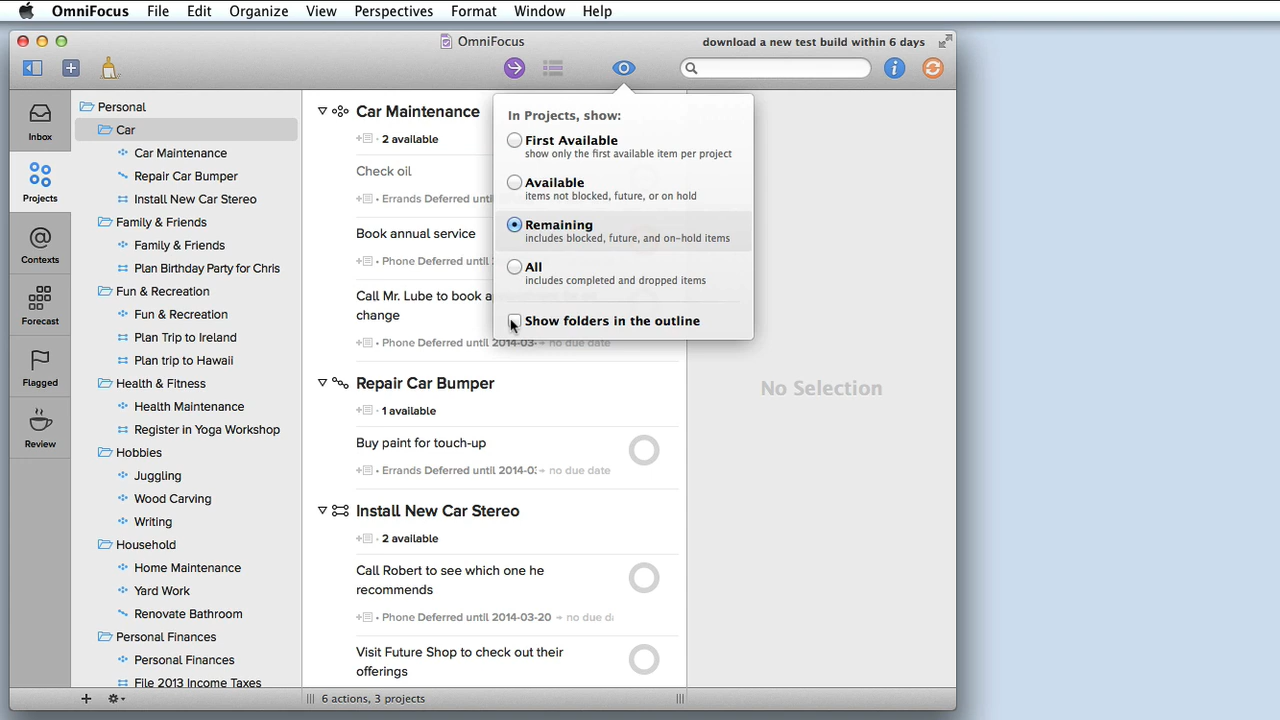 OmniFocus File Edit Organize View Perspectives Format Window Help
OmniFocus
download a new test build within 6 days
Inbox
Projects
Contexts
Forecast
Flagged
Review
Personal
Car
Car Maintenance
Repair Car Bumper
Install New Car Stereo
Family & Friends
Family & Friends
Plan Birthday Party for Chris
Fun & Recreation
Fun & Recreation
Plan Trip to Ireland
Plan trip to Hawaii
Health & Fitness
Health Maintenance
Register in Yoga Workshop
Hobbies
Juggling
Wood Carving
Writing
Household
Home Maintenance
Yard Work
Renovate Bathroom
Personal Finances
Personal Finances
File 2013 Income Taxes
Car Maintenance
2 available
Check oil
Errands Deferred until
Book annual service
Phone Deferred until
Call Mr. Lube to book a
change
Phone Deferred until 2014-03- no due date
Repair Car Bumper
1 available
Buy paint for touch-up
Errands Deferred until 2014-0 no due date
Install New Car Stereo
2 available
Call Robert to see which one he
recommends
Phone Deferred until 2014-03-20 no due d
Visit Future Shop to check out their
offerings
In Projects, show:
First Available
show only the first available item per project
Available
items not blocked, future, or on hold
Remaining
includes blocked, future, and on-hold items
All
includes completed and dropped items
Show folders in the outline
No Selection
6 actions, 3 projects